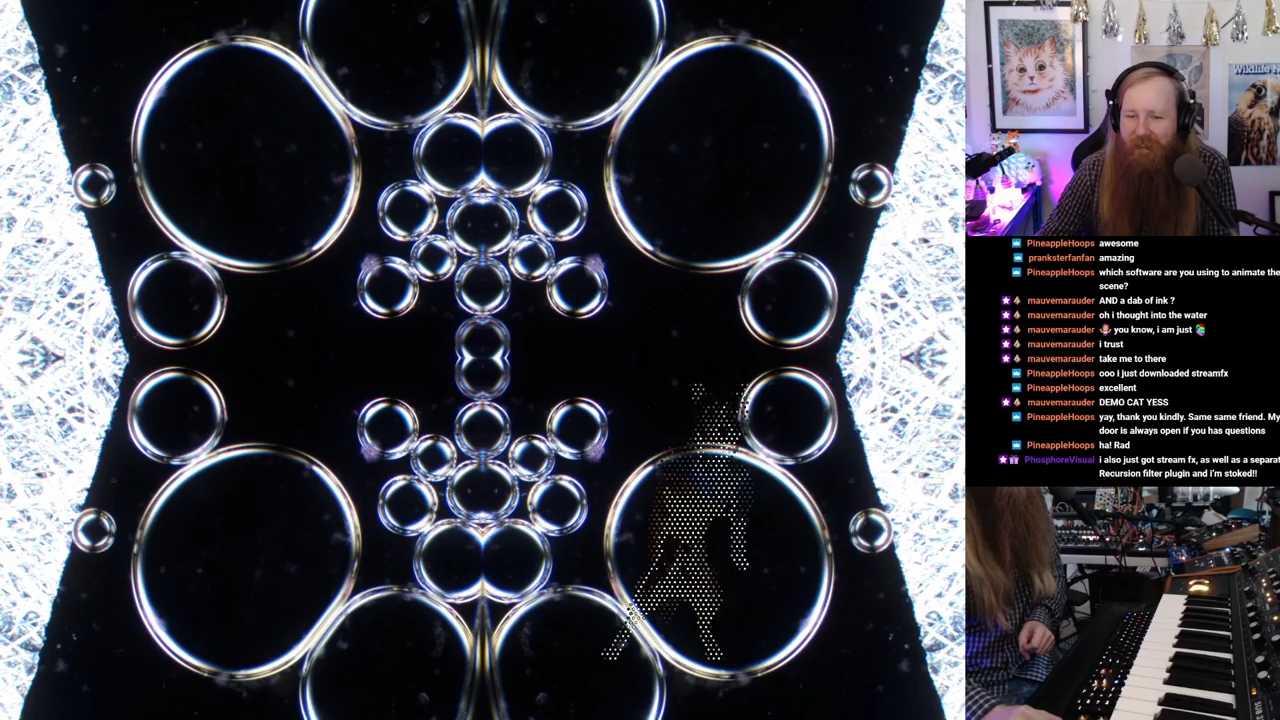 Wildlife
PineappleHoops awesome
pranksterfanfan amazing
PineappleHoops which software are you using to animate the
scene?
mauvemarauder AND a dab of ink ?
mauvemarauder oh i thought into the water
mauvemarauder you know, i am just
mauvemarauder i trust
mauvemarauder take me to there
PineappleHoops ooo i just downloaded streamfx
PineappleHoops excellent
mauvemarauder DEMO CAT YESS
PineappleHoops yay, thank you kindly. Same same friend. My
door is always open if you has questions
PineappleHoops ha! Rad
PhosphoreVisual i also just got stream fx, as well as a separat
Recursion filter plugin and i'm stoked!!
SUB